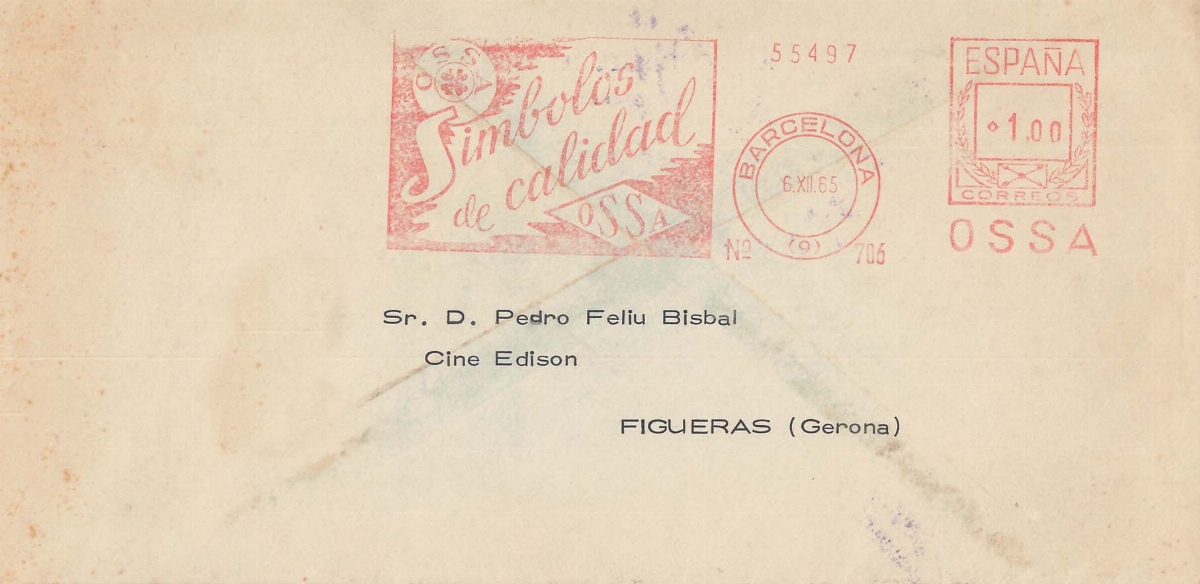 OSSA
Simbolos
de calidad
OSSA
55497
BARCELONA
6.XII.65
(9)
Nº 706
ESPAÑA
1.00
CORREOS
OSSA
Sr. D. Pedro Feliu Bisbal
Cine Edison
FIGUERAS (Gerona)